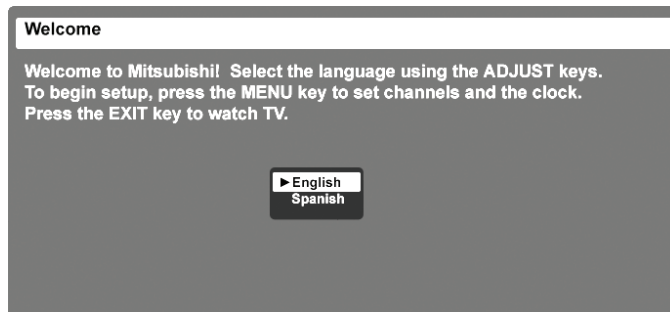 Welcome
Welcome to Mitsubishi! Select the language using the ADJUST keys.
To begin setup, press the MENU key to set channels and the clock.
Press the EXIT key to watch TV.
►English
Spanish